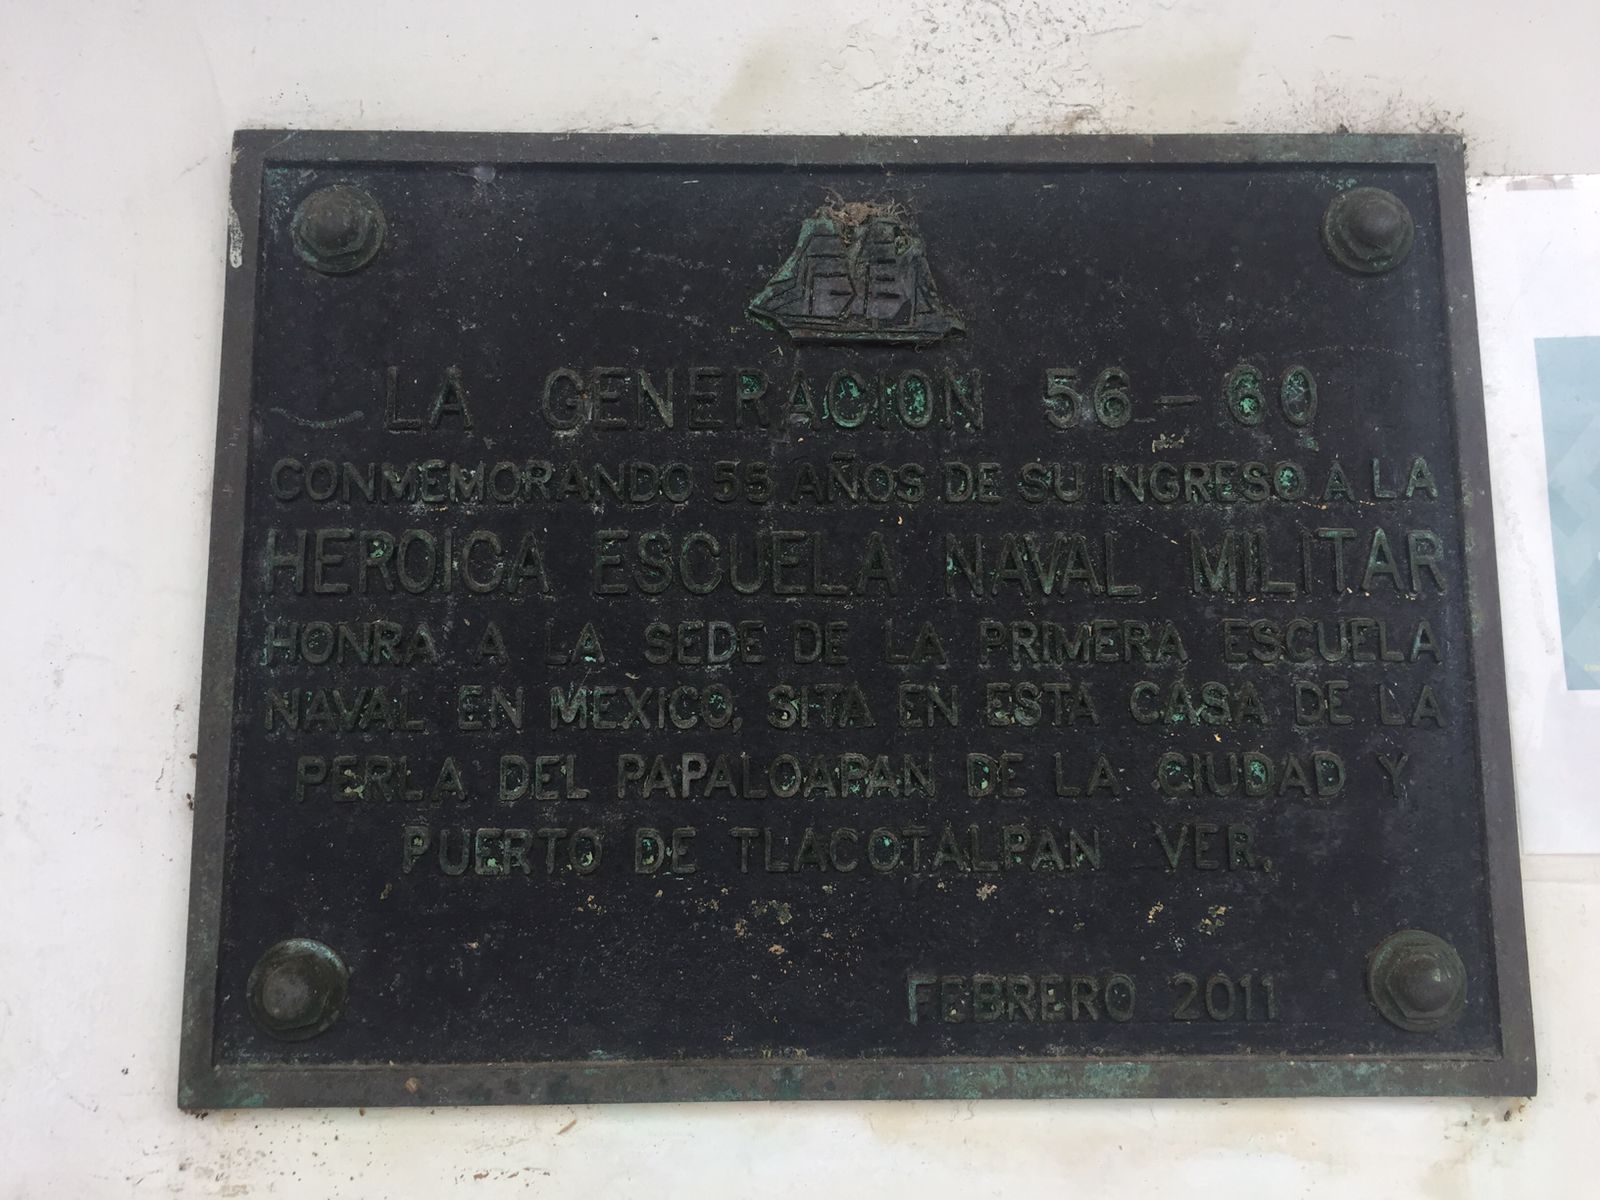 LA GENERACION 56-60
CONMEMORANDO 55 AÑOS DE SU INGRESO A LA
HEROICA ESCUELA NAVAL MILITAR
HONRA A LA SEDE DE LA PRIMERA ESCUELA
NAVAL EN MEXICO, SITA EN ESTA CASA DE LA
PERLA DEL PAPALOAPAN DE LA CIUDAD Y
PUERTO DE TLACOTALPAN VER.
FEBRERO 2011